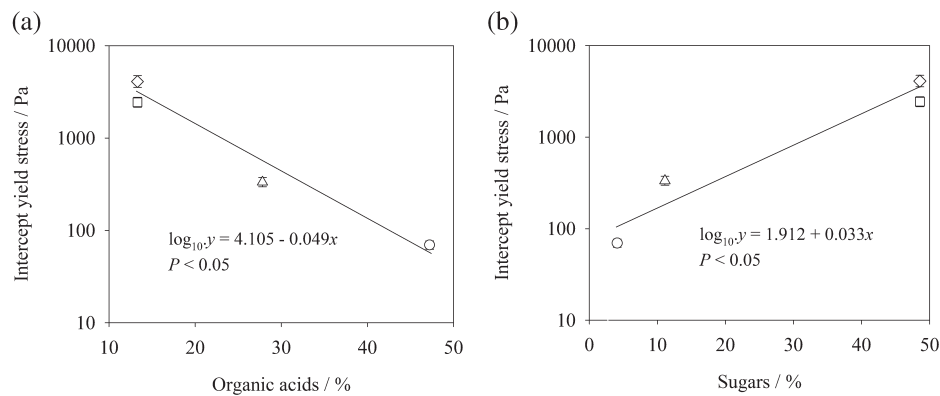 (a)
10000
1000
100
10
Intercept yield stress / Pa
log₁₀y = 4.105 - 0.049x
P < 0.05
10 20 30 40 50
Organic acids / %
(b)
10000
1000
100
10
Intercept yield stress / Pa
log₁₀y = 1.912 + 0.033x
P < 0.05
0 10 20 30 40 50
Sugars / %